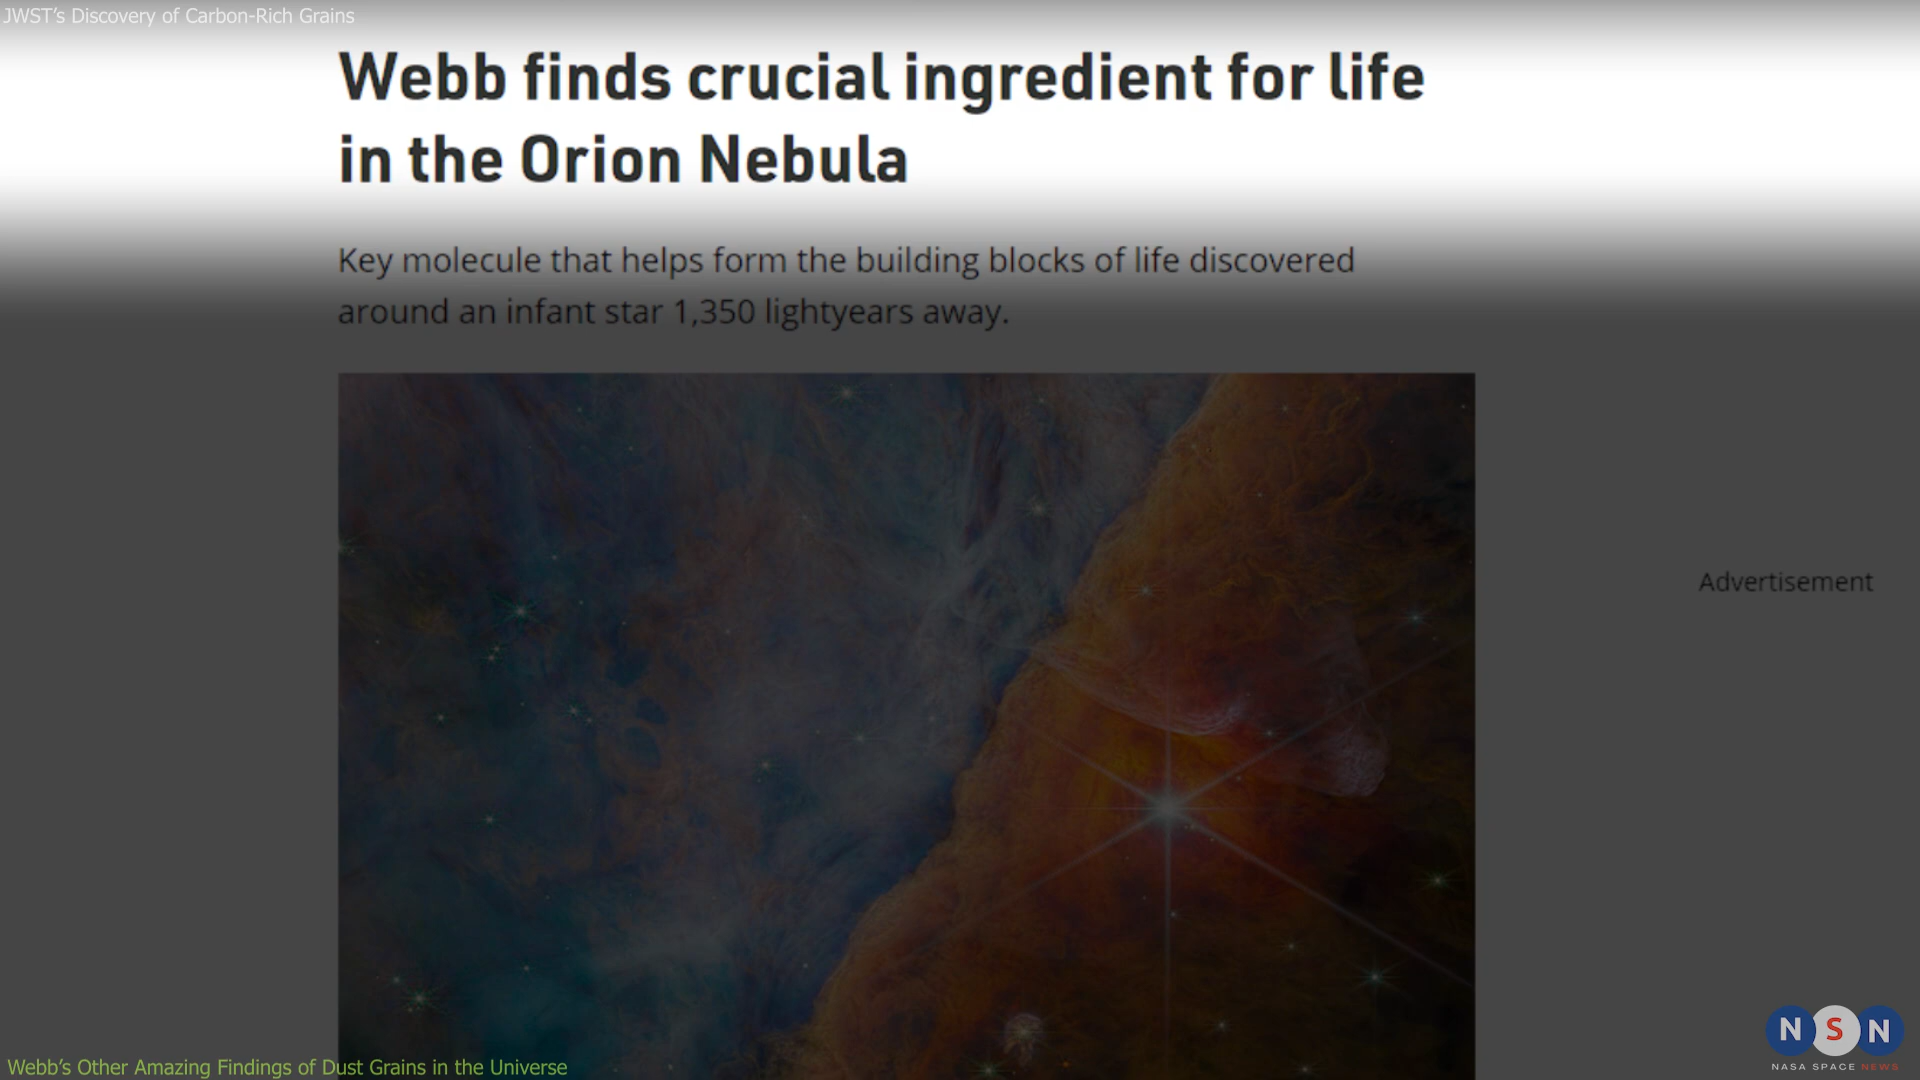 JWST’s Discovery of Carbon-Rich Grains
Webb finds crucial ingredient for life
in the Orion Nebula
Key molecule that helps form the building blocks of life discovered
around an infant star 1,350 lightyears away.
Advertisement
NSN
NASA SPACE NEWS
Webb’s Other Amazing Findings of Dust Grains in the Universe